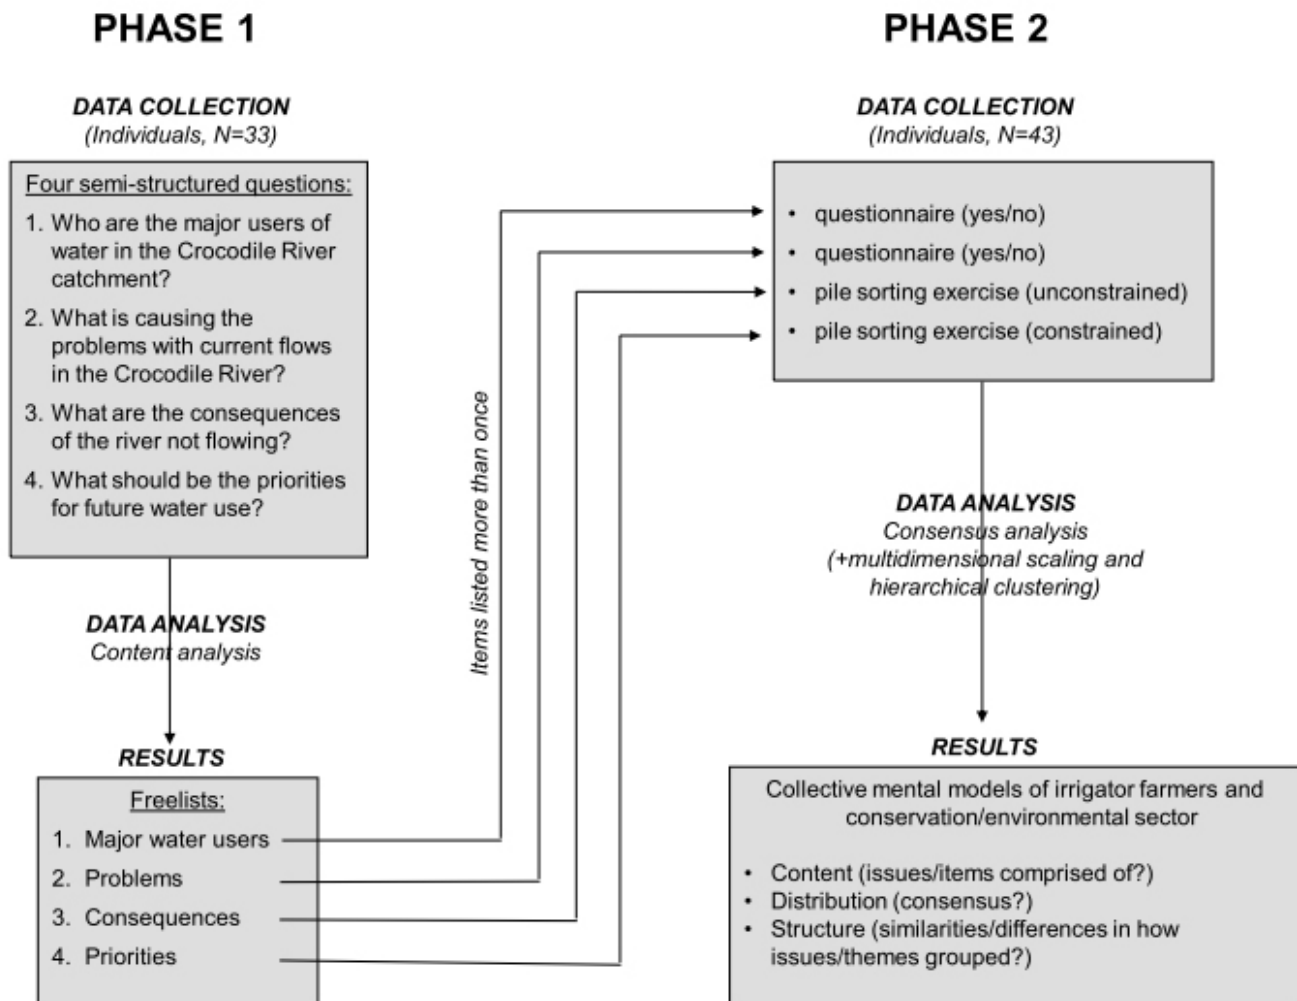 PHASE 1
DATA COLLECTION
(Individuals, N=33)
Four semi-structured questions:
1. Who are the major users of
water in the Crocodile River
catchment?
2. What is causing the
problems with current flows
in the Crocodile River?
3. What are the consequences
of the river not flowing?
4. What should be the priorities
for future water use?
DATA ANALYSIS
Content analysis
RESULTS
Freelists:
1. Major water users
2. Problems
3. Consequences
4. Priorities
Items listed more than once
PHASE 2
DATA COLLECTION
(Individuals, N=43)
• questionnaire (yes/no)
• questionnaire (yes/no)
• pile sorting exercise (unconstrained)
• pile sorting exercise (constrained)
DATA ANALYSIS
Consensus analysis
(+multidimensional scaling and
hierarchical clustering)
RESULTS
Collective mental models of irrigator farmers and
conservation/environmental sector
• Content (issues/items comprised of?)
• Distribution (consensus?)
• Structure (similarities/differences in how
issues/themes grouped?)